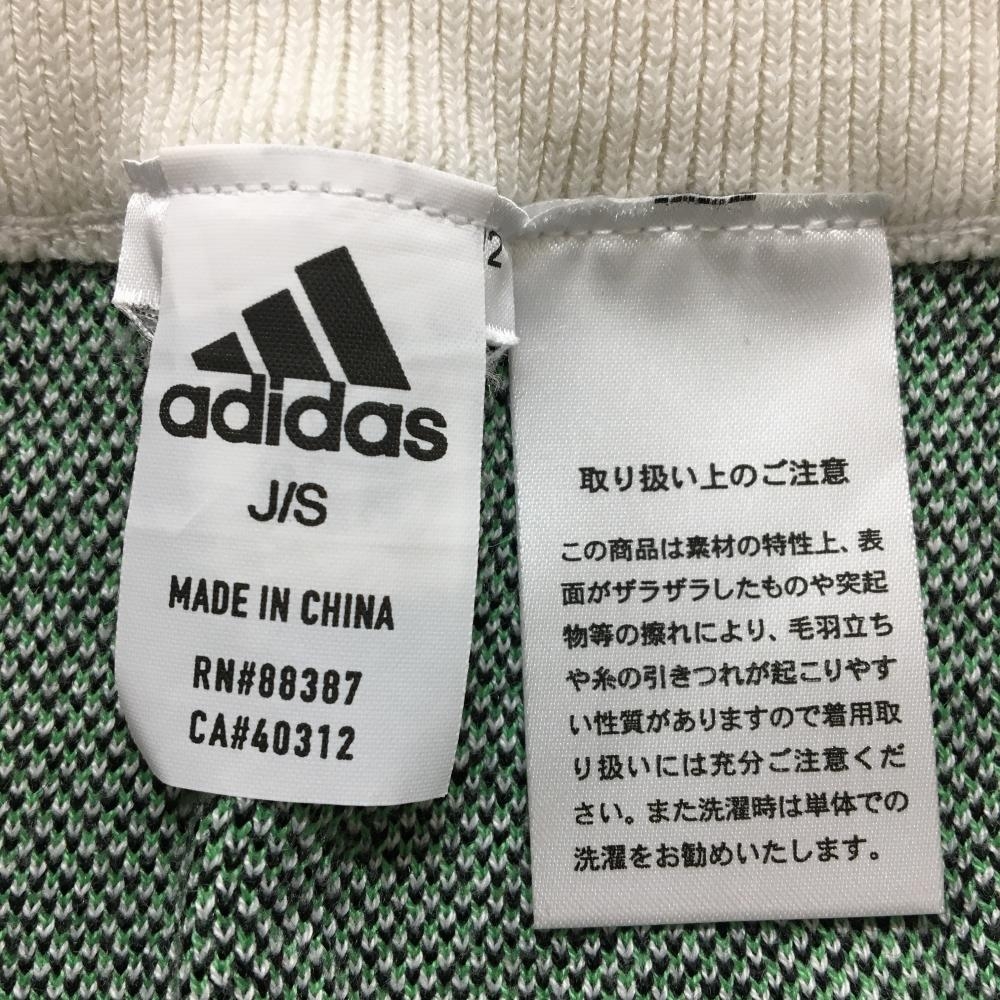 adidas
J/S
MADE IN CHINA
RN#88387
CA#40312
2
取り扱い上のご注意
この商品は素材の特性上、表
面がザラザラしたものや突起
物等の擦れにより、毛羽立ち
や糸の引きつれが起こりやす
い性質がありますので着用取
り扱いには充分ご注意くだ
さい。また洗濯時は単体での
洗濯をお勧めいたします。